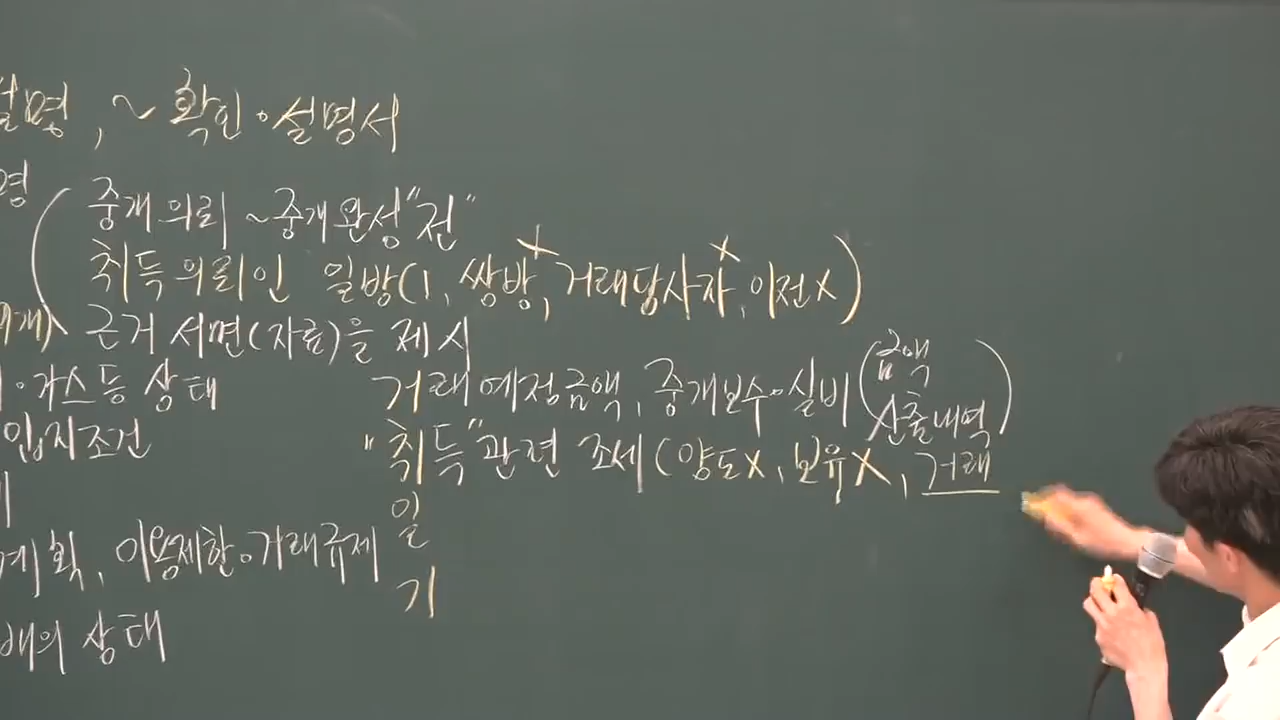 설명, ~ 확인·설명서
명
중개의뢰 ~중개완성"전"
취득의뢰인 일방(1, 쌍방X, 거래당사자X, 이전X)
9개) 근거 서면(자료)을 제시
·가스등 상태
거래예정금액, 중개보수·실비(금액 산출내역)
입지조건
"취득"관련 조세(양도X, 보유X, 거래
일
계획, 이용제한·거래규제
기
배의 상태